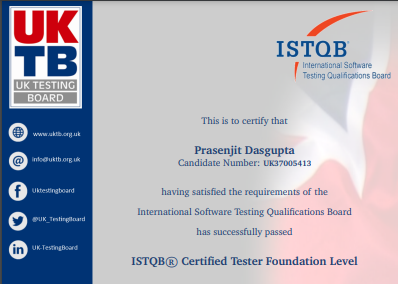 UK
TB
UK TESTING
BOARD
www.uktb.org.uk
info@uktb.org.uk
Uktestingboard
@UK_TestingBoard
UK-TestingBoard
ISTQB®
International Software
Testing Qualifications Board
This is to certify that
Prasenjit Dasgupta
Candidate Number: UK37005413
having satisfied the requirements of the
International Software Testing Qualifications Board
has successfully passed
ISTQB® Certified Tester Foundation Level